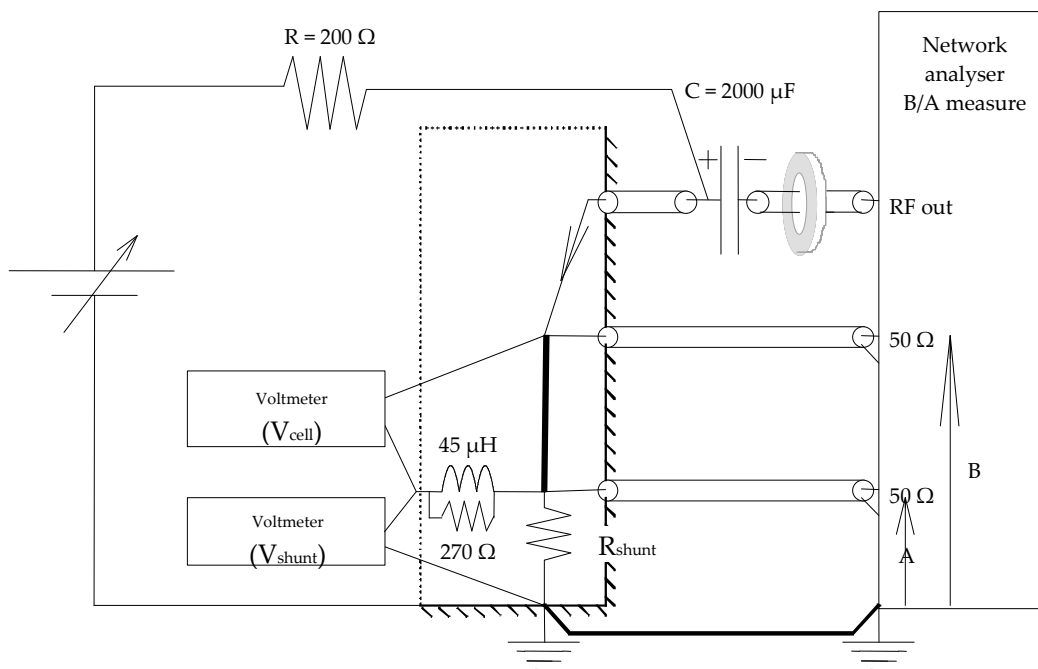 R = 200 Ω
Network
analyser
B/A measure
C = 2000 μF
+
−
RF out
50 Ω
Voltmeter
(Vcell)
45 μH
B
50 Ω
Voltmeter
(Vshunt)
270 Ω
Rshunt
A